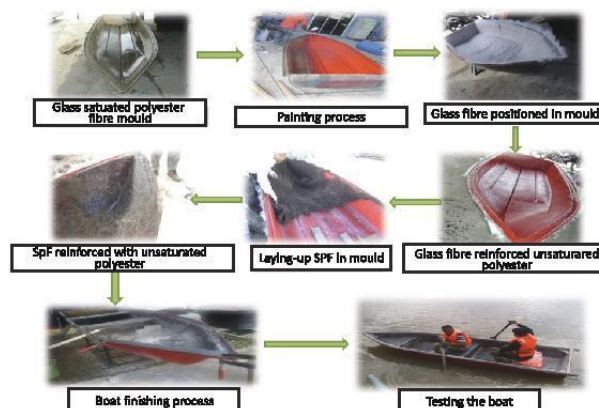 Glass satuated polyester
fibre mould
Painting process
Glass fibre positioned in mould
Glass fibre reinforced unsaturared
polyester
Laying-up SPF in mould
SpF reinforced with unsaturated
polyester
Boat finishing process
Testing the boat